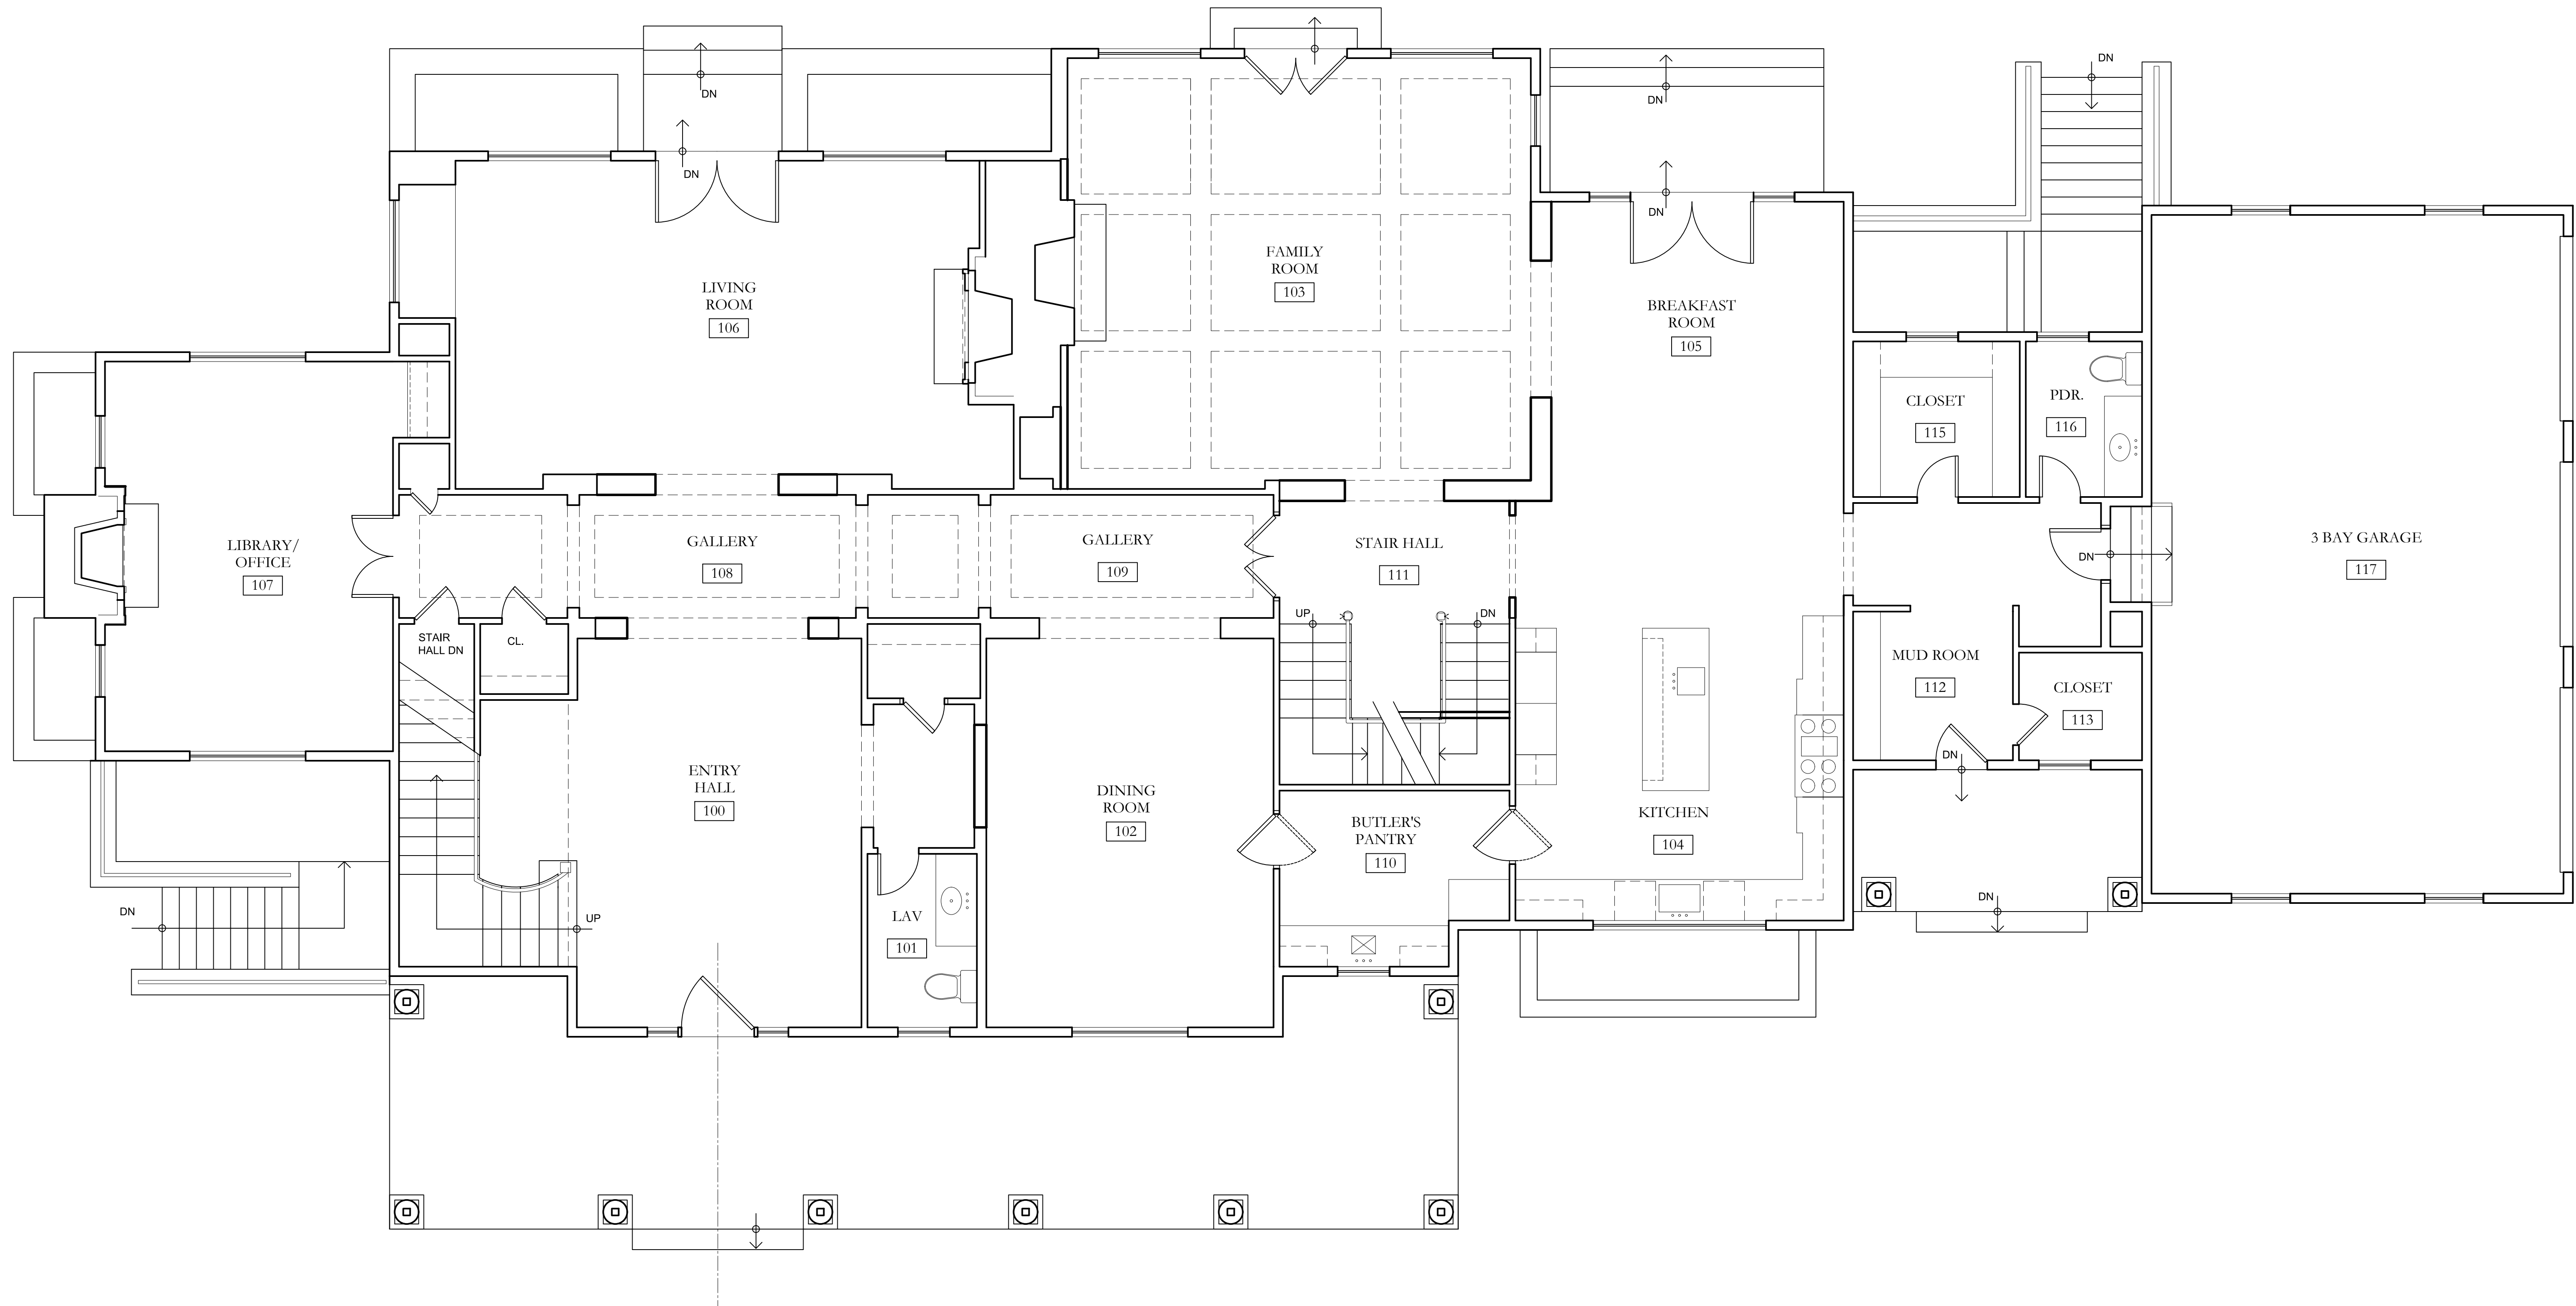 DN
DN
DN
DN
DN
DN
FAMILY
ROOM
103
LIVING
ROOM
106
BREAKFAST
ROOM
105
CLOSET
115
PDR.
116
LIBRARY/
OFFICE
107
GALLERY
108
GALLERY
109
STAIR HALL
111
DN
3 BAY GARAGE
117
STAIR
HALL DN
CL.
UP
DN
MUD ROOM
112
CLOSET
113
DN
ENTRY
HALL
100
DINING
ROOM
102
BUTLER'S
PANTRY
110
KITCHEN
104
DN
UP
LAV
101
DN